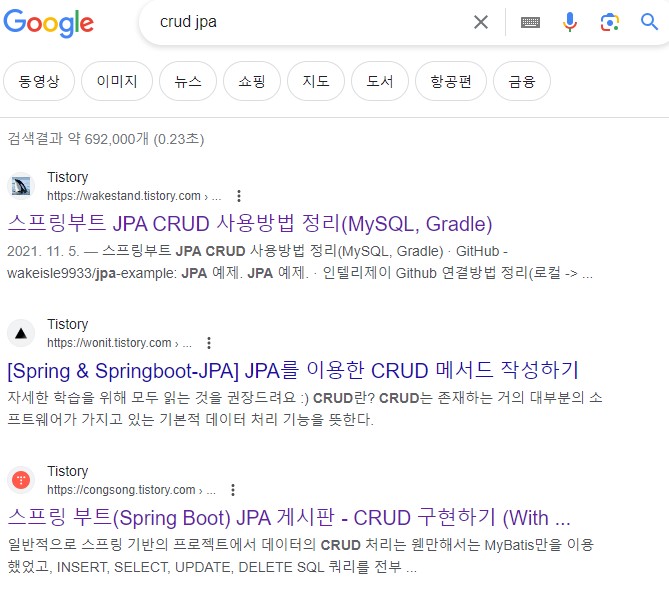 Google
crud jpa
동영상 이미지 뉴스 쇼핑 지도 도서 항공편 금융
검색결과 약 692,000개 (0.23초)
Tistory
https://wakestand.tistory.com › ...
스프링부트 JPA CRUD 사용방법 정리(MySQL, Gradle)
2021. 11. 5. — 스프링부트 JPA CRUD 사용방법 정리(MySQL, Gradle) · GitHub -
wakeisle9933/jpa-example: JPA 예제. JPA 예제. · 인텔리제이 Github 연결방법 정리(로컬 -> ...
Tistory
https://wonit.tistory.com › ...
[Spring & Springboot-JPA] JPA를 이용한 CRUD 메서드 작성하기
자세한 학습을 위해 모두 읽는 것을 권장드려요 :) CRUD란? CRUD는 존재하는 거의 대부분의 소
프트웨어가 가지고 있는 기본적 데이터 처리 기능을 뜻한다.
Tistory
https://congsong.tistory.com › ...
스프링 부트(Spring Boot) JPA 게시판 - CRUD 구현하기 (With ...
일반적으로 스프링 기반의 프로젝트에서 데이터의 CRUD 처리는 웬만해서는 MyBatis만을 이용
했었고, INSERT, SELECT, UPDATE, DELETE SQL 쿼리를 전부 ...